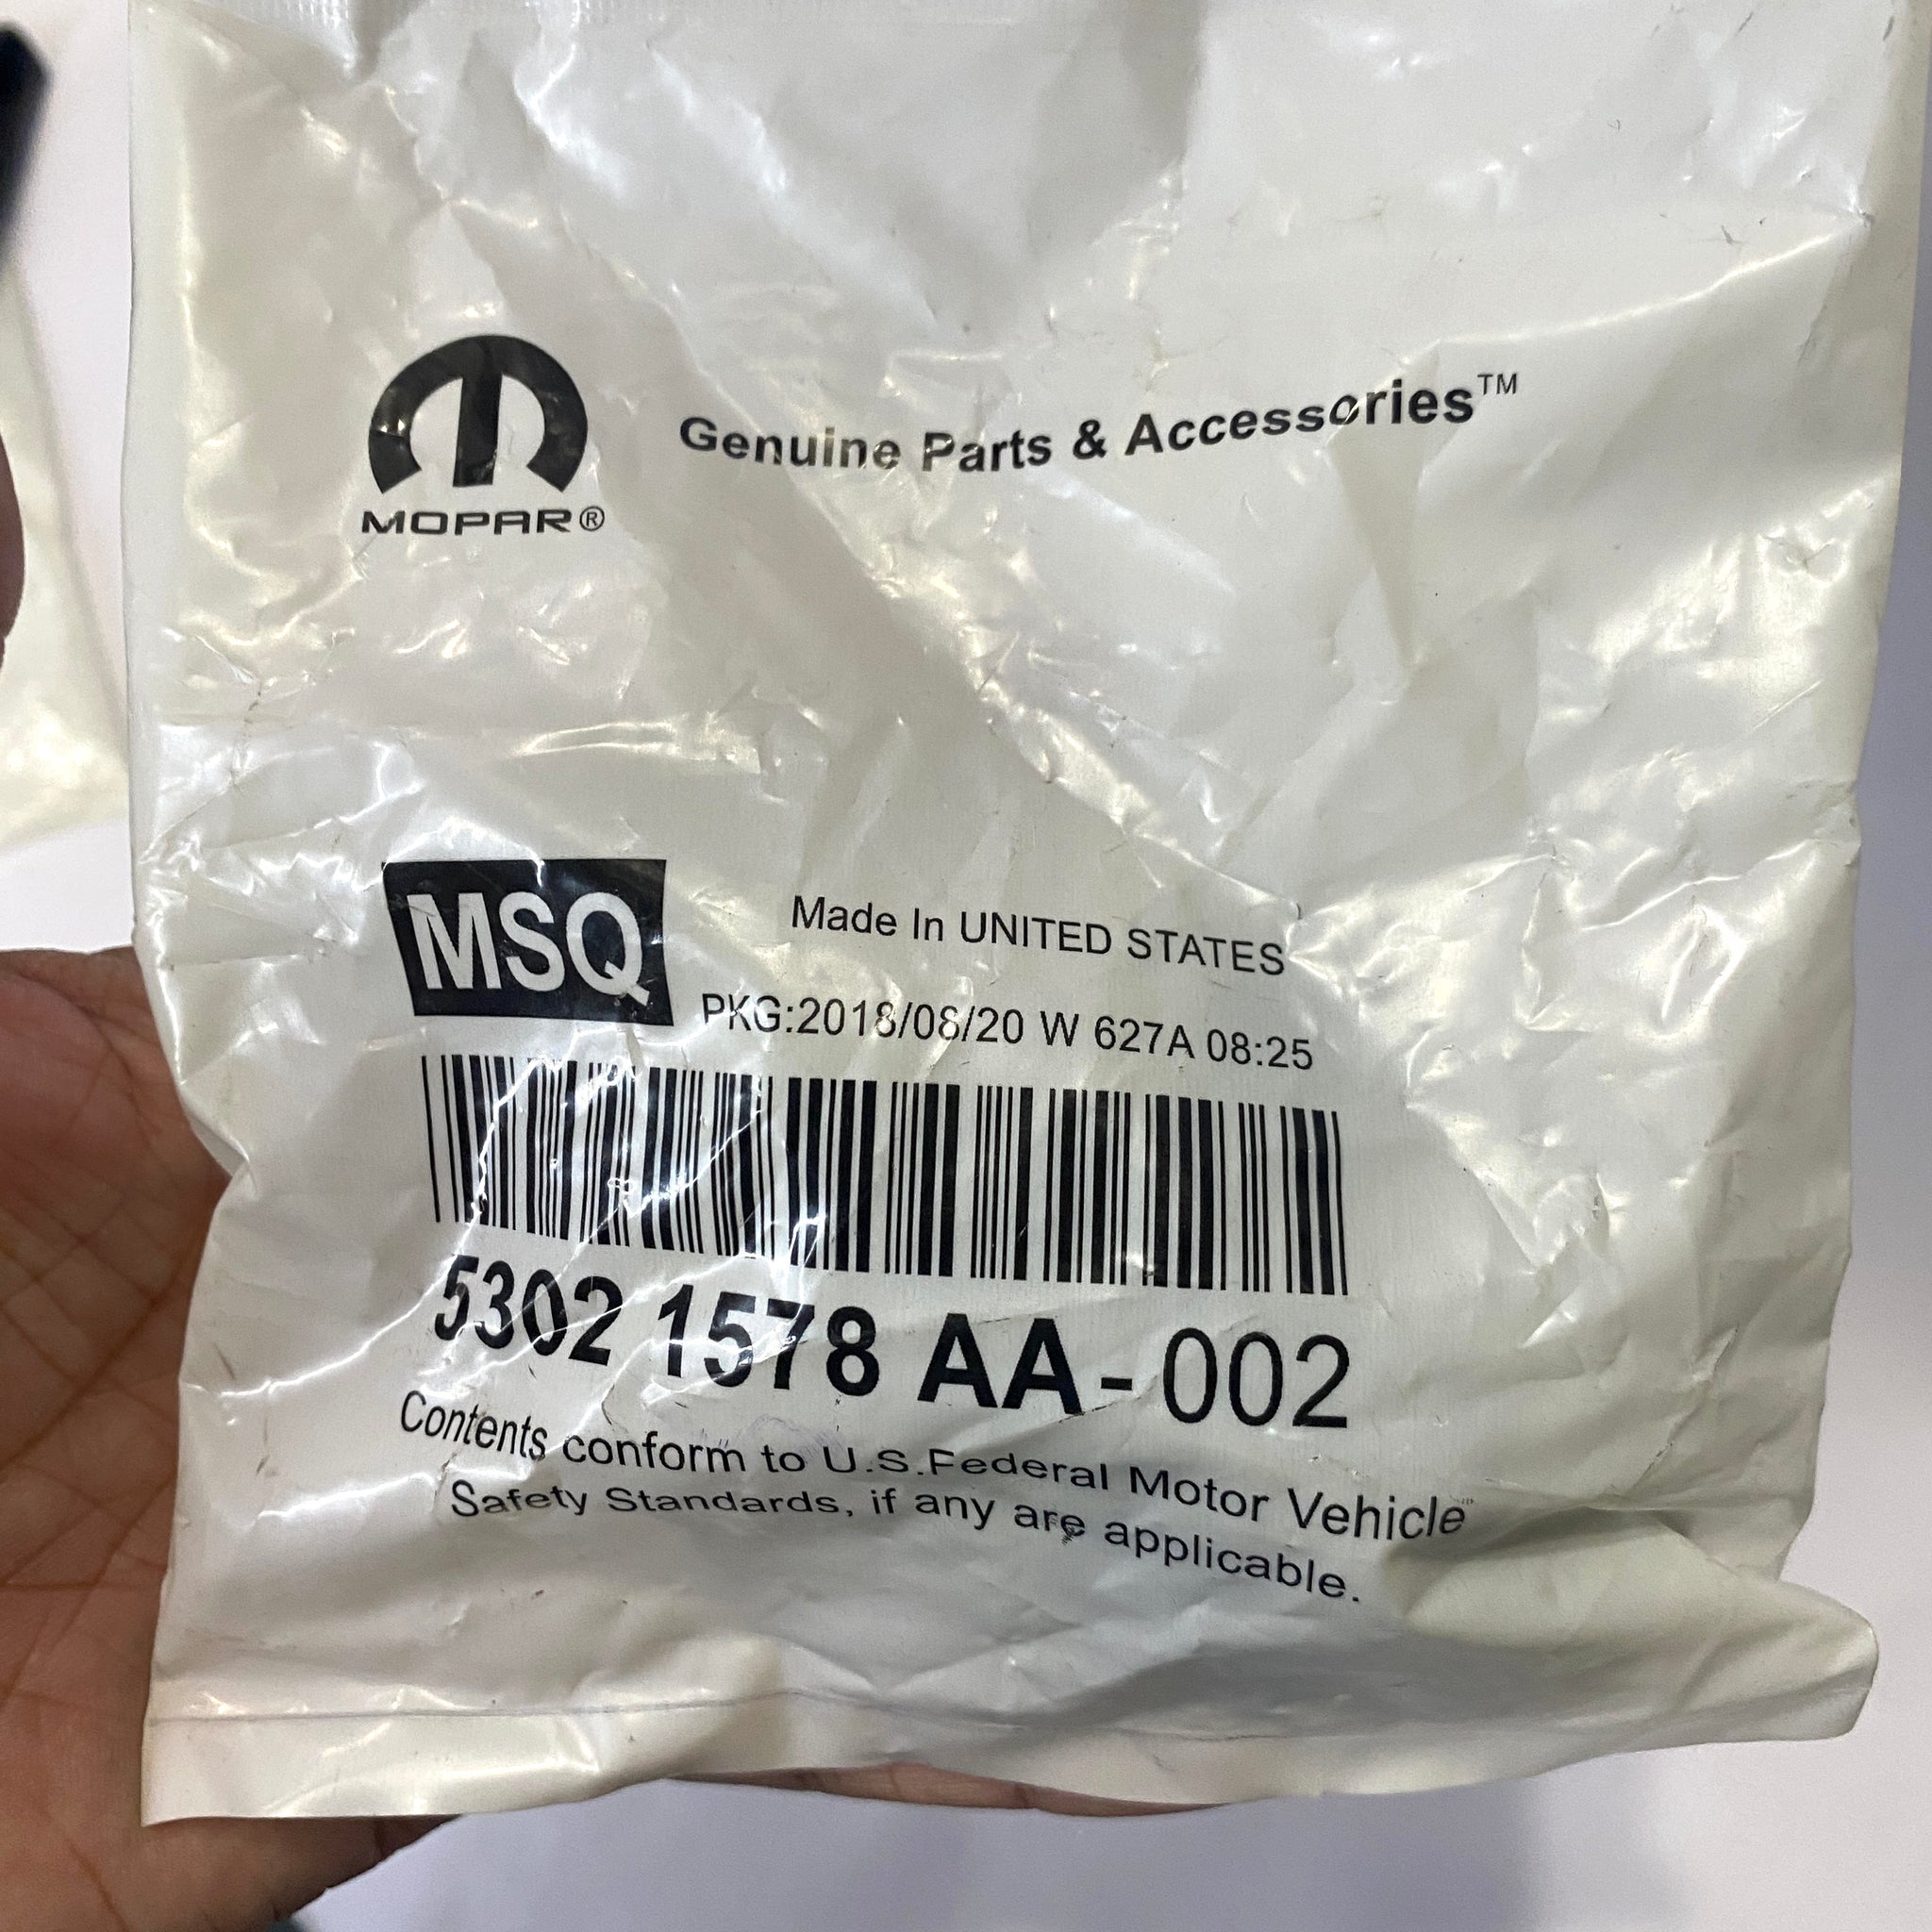 MOPAR®
Genuine Parts & Accessories™
MSQ
Made In UNITED STATES
PKG:2018/08/20 W 627A 08:25
5302 1578 AA-002
Contents conform to U.S.Federal Motor Vehicle
Safety Standards, if any are applicable.